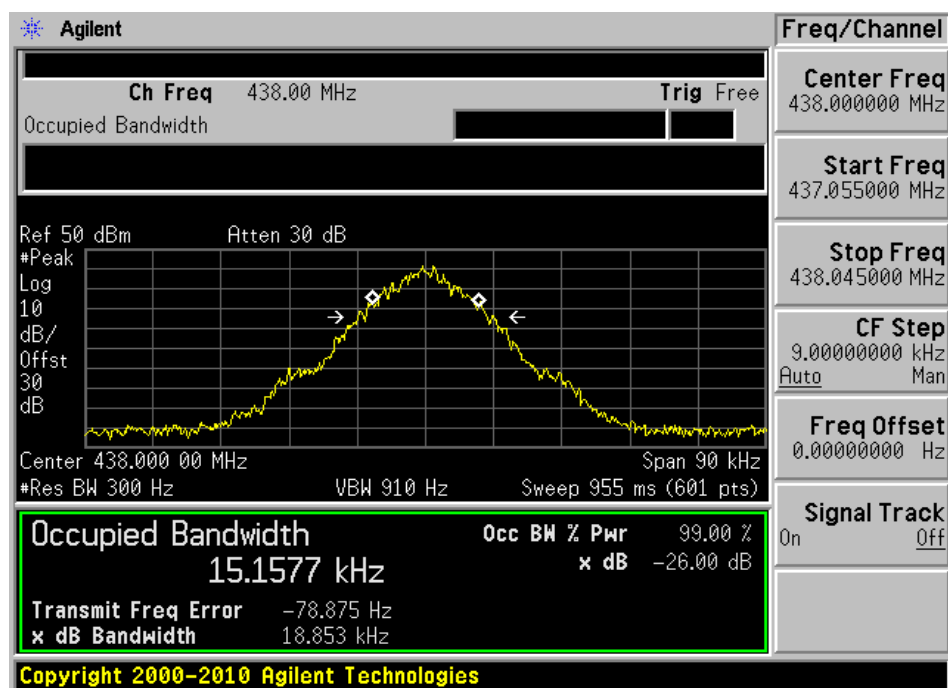 Agilent
Freq/Channel
Ch Freq 438.00 MHz Trig Free
Occupied Bandwidth
Center Freq
438.000000 MHz
Start Freq
437.055000 MHz
Stop Freq
438.045000 MHz
CF Step
9.00000000 kHz
Auto Man
Freq Offset
0.00000000 Hz
Signal Track
On Off
Ref 50 dBm Atten 30 dB
#Peak
Log
10
dB/
Offst
30
dB
Center 438.000 00 MHz Span 90 kHz
#Res BW 300 Hz VBW 910 Hz Sweep 955 ms (601 pts)
Occupied Bandwidth Occ BW % Pwr 99.00 %
15.1577 kHz x dB -26.00 dB
Transmit Freq Error -78.875 Hz
x dB Bandwidth 18.853 kHz
Copyright 2000-2010 Agilent Technologies